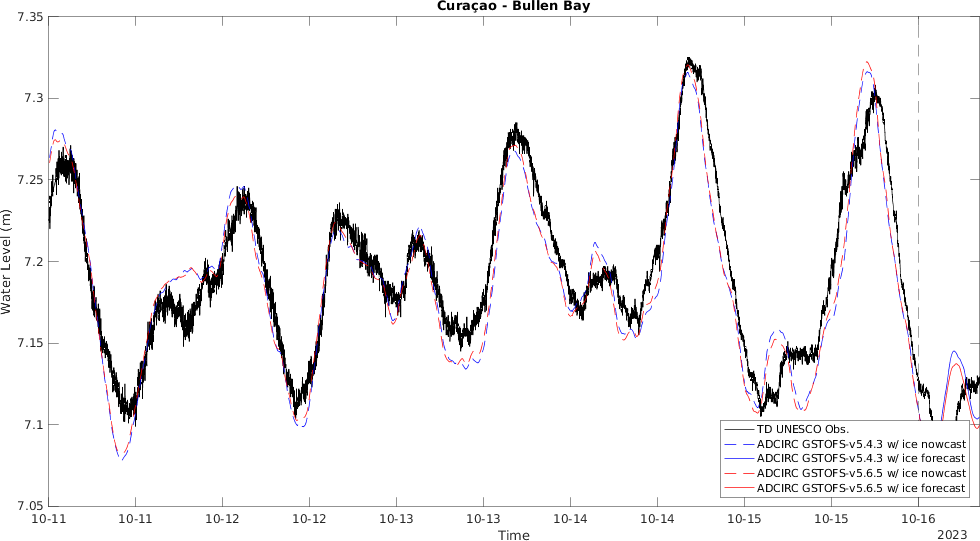 Curaçao - Bullen Bay
7.35
7.3
7.25
7.2
7.15
7.1
7.05
Water Level (m)
TD UNESCO Obs.
ADCIRC GSTOFS-v5.4.3 w/ ice nowcast
ADCIRC GSTOFS-v5.4.3 w/ ice forecast
ADCIRC GSTOFS-v5.6.5 w/ ice nowcast
ADCIRC GSTOFS-v5.6.5 w/ ice forecast
10-11 10-11 10-12 10-12 10-13 10-13 10-14 10-14 10-15 10-15 10-16
Time
2023